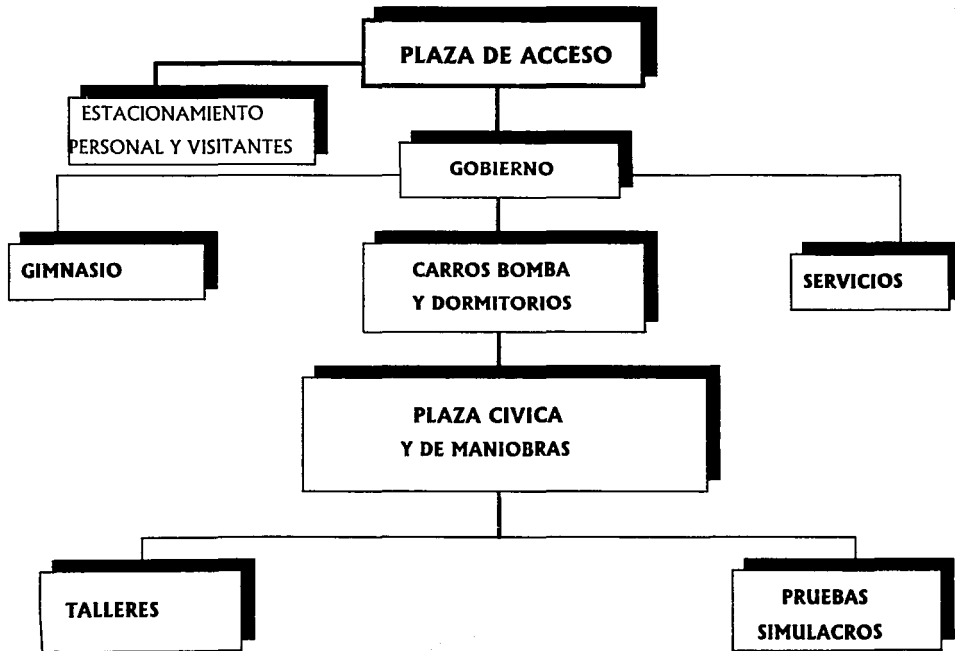 PLAZA DE ACCESO
ESTACIONAMIENTO
PERSONAL Y VISITANTES
GOBIERNO
GIMNASIO
CARROS BOMBA
Y DORMITORIOS
SERVICIOS
PLAZA CIVICA
Y DE MANIOBRAS
TALLERES
PRUEBAS
SIMULACROS